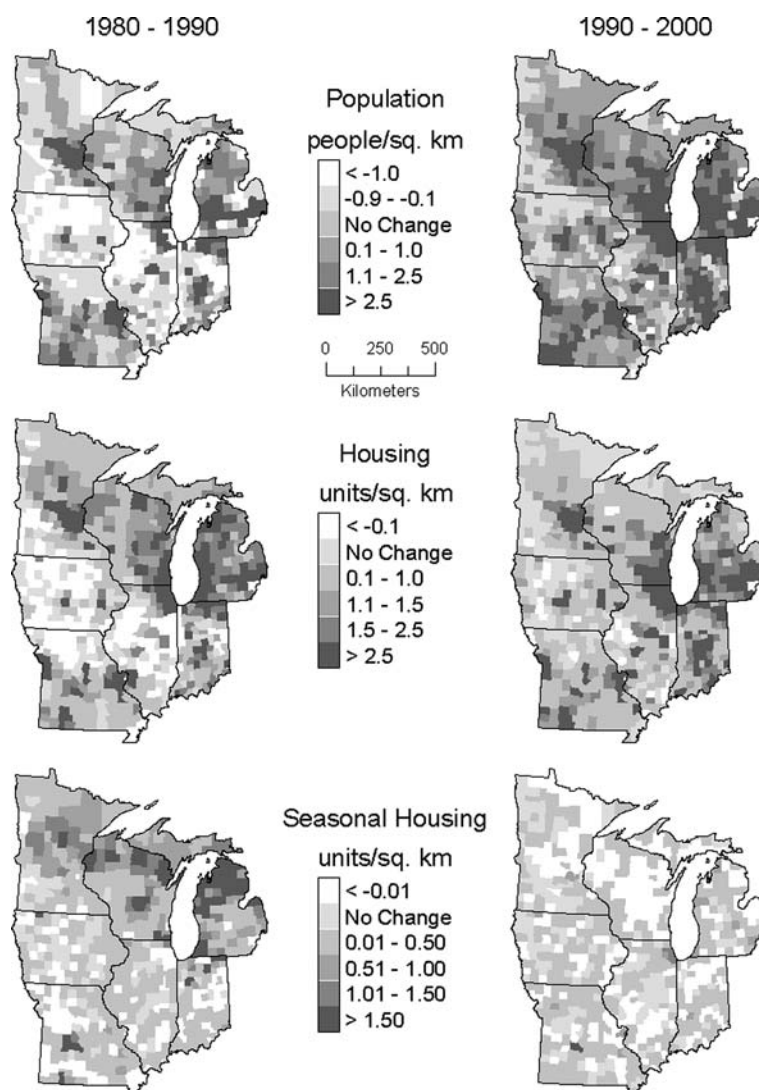 1980 - 1990
1990 - 2000
Population
people/sq. km
< -1.0
-0.9 - -0.1
No Change
0.1 - 1.0
1.1 - 2.5
> 2.5
0 250 500
Kilometers
Housing
units/sq. km
< -0.1
No Change
0.1 - 1.0
1.1 - 1.5
1.5 - 2.5
> 2.5
Seasonal Housing
units/sq. km
< -0.01
No Change
0.01 - 0.50
0.51 - 1.00
1.01 - 1.50
> 1.50